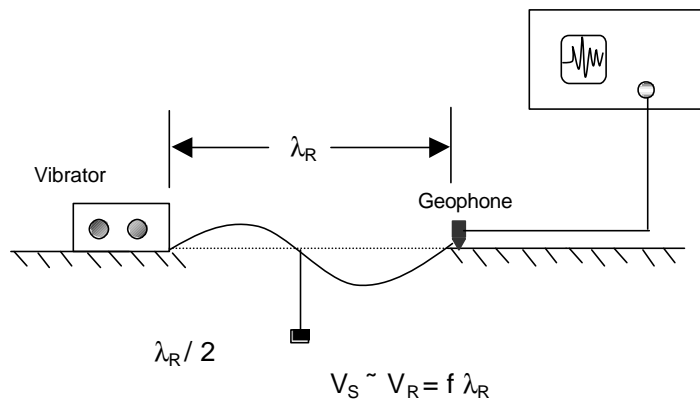 λR
Vibrator
Geophone
λR / 2
VS ~ VR = f λR